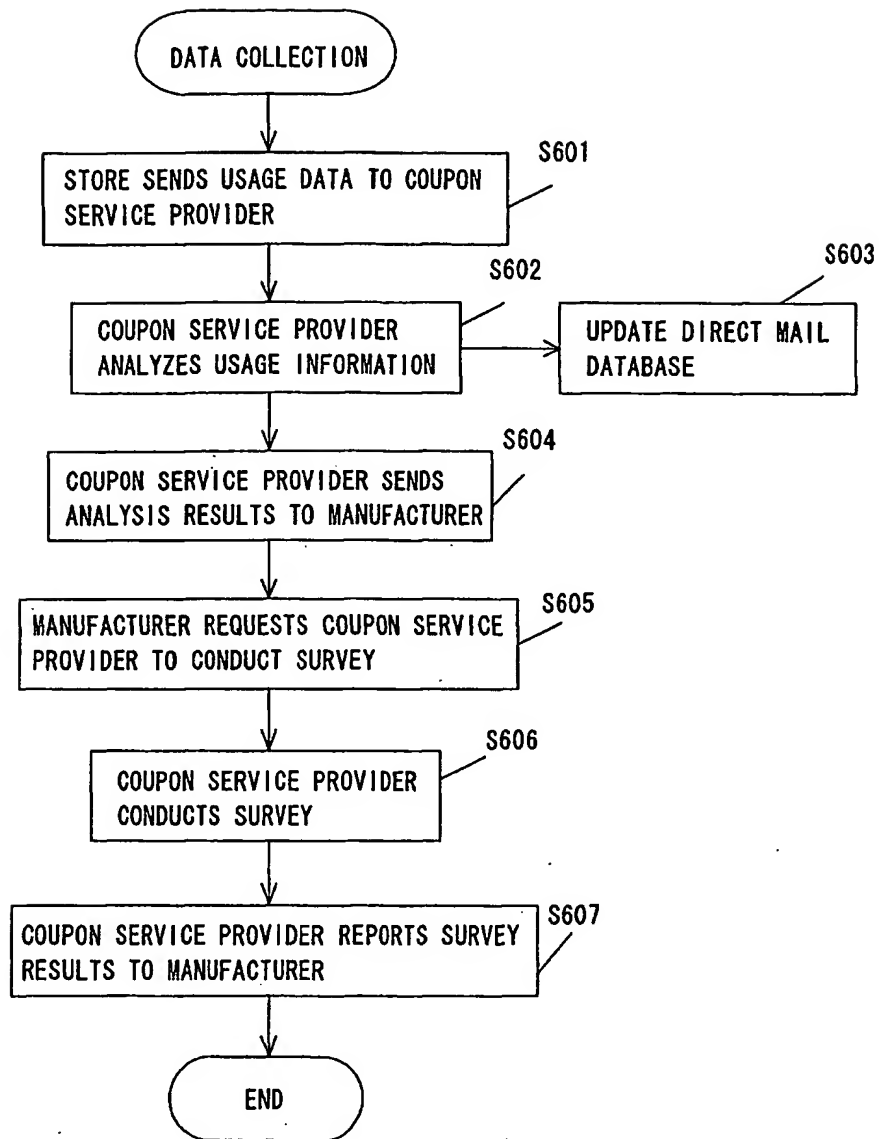 DATA COLLECTION
S601
STORE SENDS USAGE DATA TO COUPON
SERVICE PROVIDER
S602
COUPON SERVICE PROVIDER
ANALYZES USAGE INFORMATION
S603
UPDATE DIRECT MAIL
DATABASE
S604
COUPON SERVICE PROVIDER SENDS
ANALYSIS RESULTS TO MANUFACTURER
S605
MANUFACTURER REQUESTS COUPON SERVICE
PROVIDER TO CONDUCT SURVEY
S606
COUPON SERVICE PROVIDER
CONDUCTS SURVEY
S607
COUPON SERVICE PROVIDER REPORTS SURVEY
RESULTS TO MANUFACTURER
END